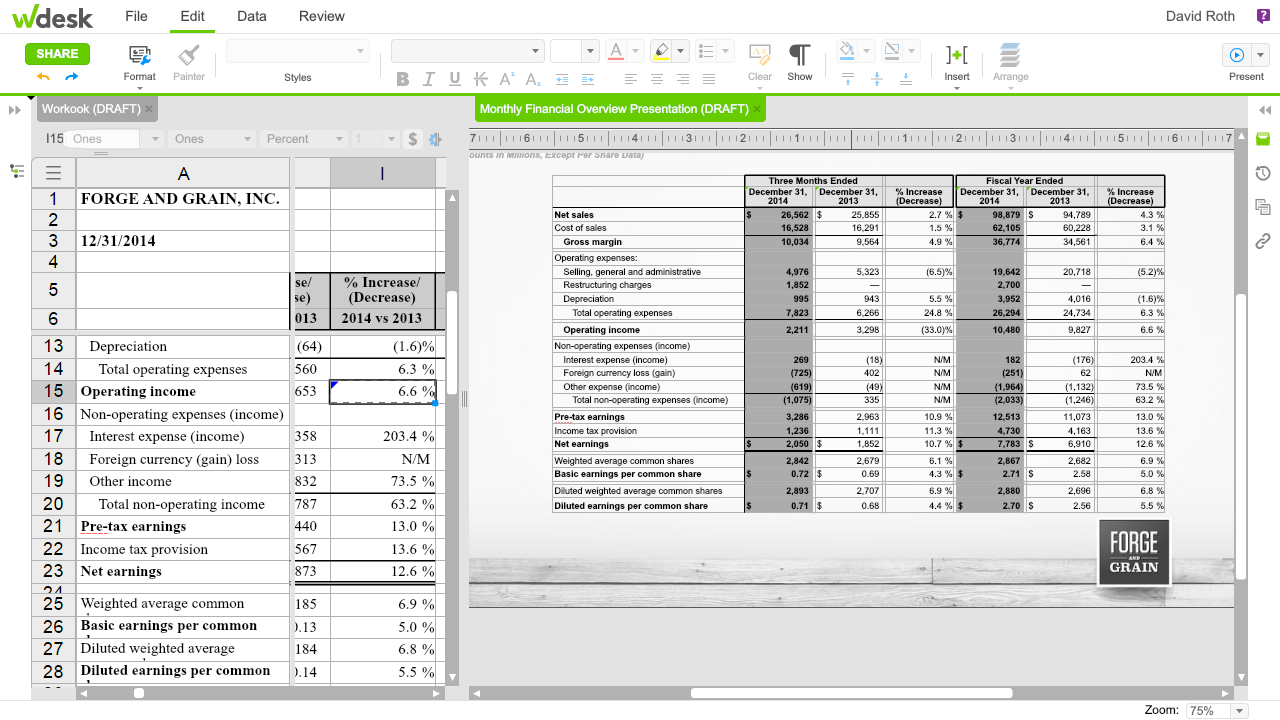 wdesk File Edit Data Review David Roth ?
SHARE
Format Painter Styles Clear Show Insert Arrange Present
B I U K A A
Workook (DRAFT) ×
Monthly Financial Overview Presentation (DRAFT) ×
I15 Ones Ones Percent 1 $
A I
1 FORGE AND GRAIN, INC.
2
3 12/31/2014
4
5 se/ % Increase/
se) (Decrease)
6 013 2014 vs 2013
13 Depreciation (64) (1.6)%
14 Total operating expenses 560 6.3 %
15 Operating income 653 6.6 %
16 Non-operating expenses (income)
17 Interest expense (income) 358 203.4 %
18 Foreign currency (gain) loss 313 N/M
19 Other income 832 73.5 %
20 Total non-operating income 787 63.2 %
21 Pre-tax earnings 440 13.0 %
22 Income tax provision 567 13.6 %
23 Net earnings 873 12.6 %
24
25 Weighted average common 185 6.9 %
26 Basic earnings per common ).13 5.0 %
27 Diluted weighted average 184 6.8 %
28 Diluted earnings per common ).14 5.5 %
7 6 5 4 3 2 1 1 2 3 4 5 6 7
ounts in Millions, Except Per Share Data)
Three Months Ended Fiscal Year Ended
December 31, 2014 December 31, 2013 % Increase (Decrease) December 31, 2014 December 31, 2013 % Increase (Decrease)
Net sales $ 26,562 $ 25,855 2.7 % $ 98,879 $ 94,789 4.3 %
Cost of sales 16,528 16,291 1.5 % 62,105 60,228 3.1 %
Gross margin 10,034 9,564 4.9 % 36,774 34,561 6.4 %
Operating expenses:
Selling, general and administrative 4,976 5,323 (6.5)% 19,642 20,718 (5.2)%
Restructuring charges 1,852 — 2,700 —
Depreciation 995 943 5.5 % 3,952 4,016 (1.6)%
Total operating expenses 7,823 6,266 24.8 % 26,294 24,734 6.3 %
Operating income 2,211 3,298 (33.0)% 10,480 9,827 6.6 %
Non-operating expenses (income)
Interest expense (income) 269 (18) N/M 182 (176) 203.4 %
Foreign currency loss (gain) (725) 402 N/M (251) 62 N/M
Other expense (income) (619) (49) N/M (1,964) (1,132) 73.5 %
Total non-operating expenses (income) (1,075) 335 N/M (2,033) (1,246) 63.2 %
Pre-tax earnings 3,286 2,963 10.9 % 12,513 11,073 13.0 %
Income tax provision 1,236 1,111 11.3 % 4,730 4,163 13.6 %
Net earnings $ 2,050 $ 1,852 10.7 % $ 7,783 $ 6,910 12.6 %
Weighted average common shares 2,842 2,679 6.1 % 2,867 2,682 6.9 %
Basic earnings per common share $ 0.72 $ 0.69 4.3 % $ 2.71 $ 2.58 5.0 %
Diluted weighted average common shares 2,893 2,707 6.9 % 2,880 2,696 6.8 %
Diluted earnings per common share $ 0.71 $ 0.68 4.4 % $ 2.70 $ 2.56 5.5 %
FORGE
AND
GRAIN
Zoom: 75%